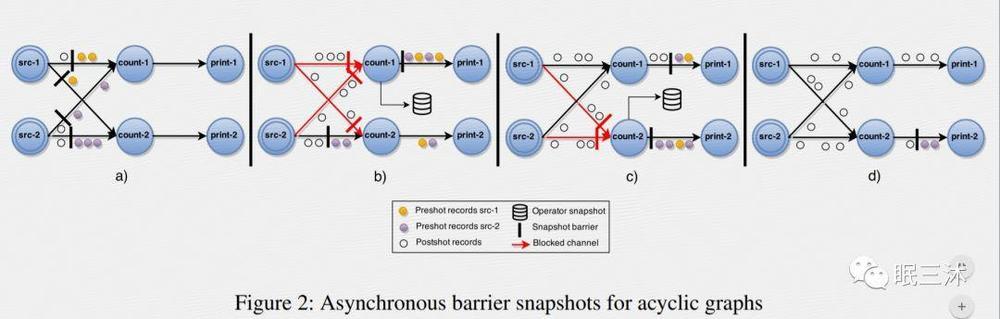 src-1 count-1 print-1
src-2 count-2 print-2
a)
src-1 count-1 print-1
src-2 count-2 print-2
b)
src-1 count-1 print-1
src-2 count-2 print-2
c)
src-1 count-1 print-1
src-2 count-2 print-2
d)
Preshot records src-1 Operator snapshot
Preshot records src-2 Snapshot barrier
Postshot records Blocked channel
眠三沐
Figure 2: Asynchronous barrier snapshots for acyclic graphs